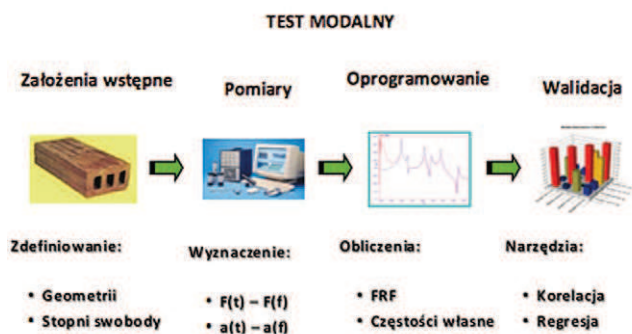 TEST MODALNY
Założenia wstępne
Pomiary
Oprogramowanie
Walidacja
Zdefiniowanie:
• Geometrii
• Stopni swobody
Wyznaczenie:
• F(t) – F(f)
• a(t) – a(f)
Obliczenia:
• FRF
• Częstości własne
Narzędzia:
• Korelacja
• Regresja